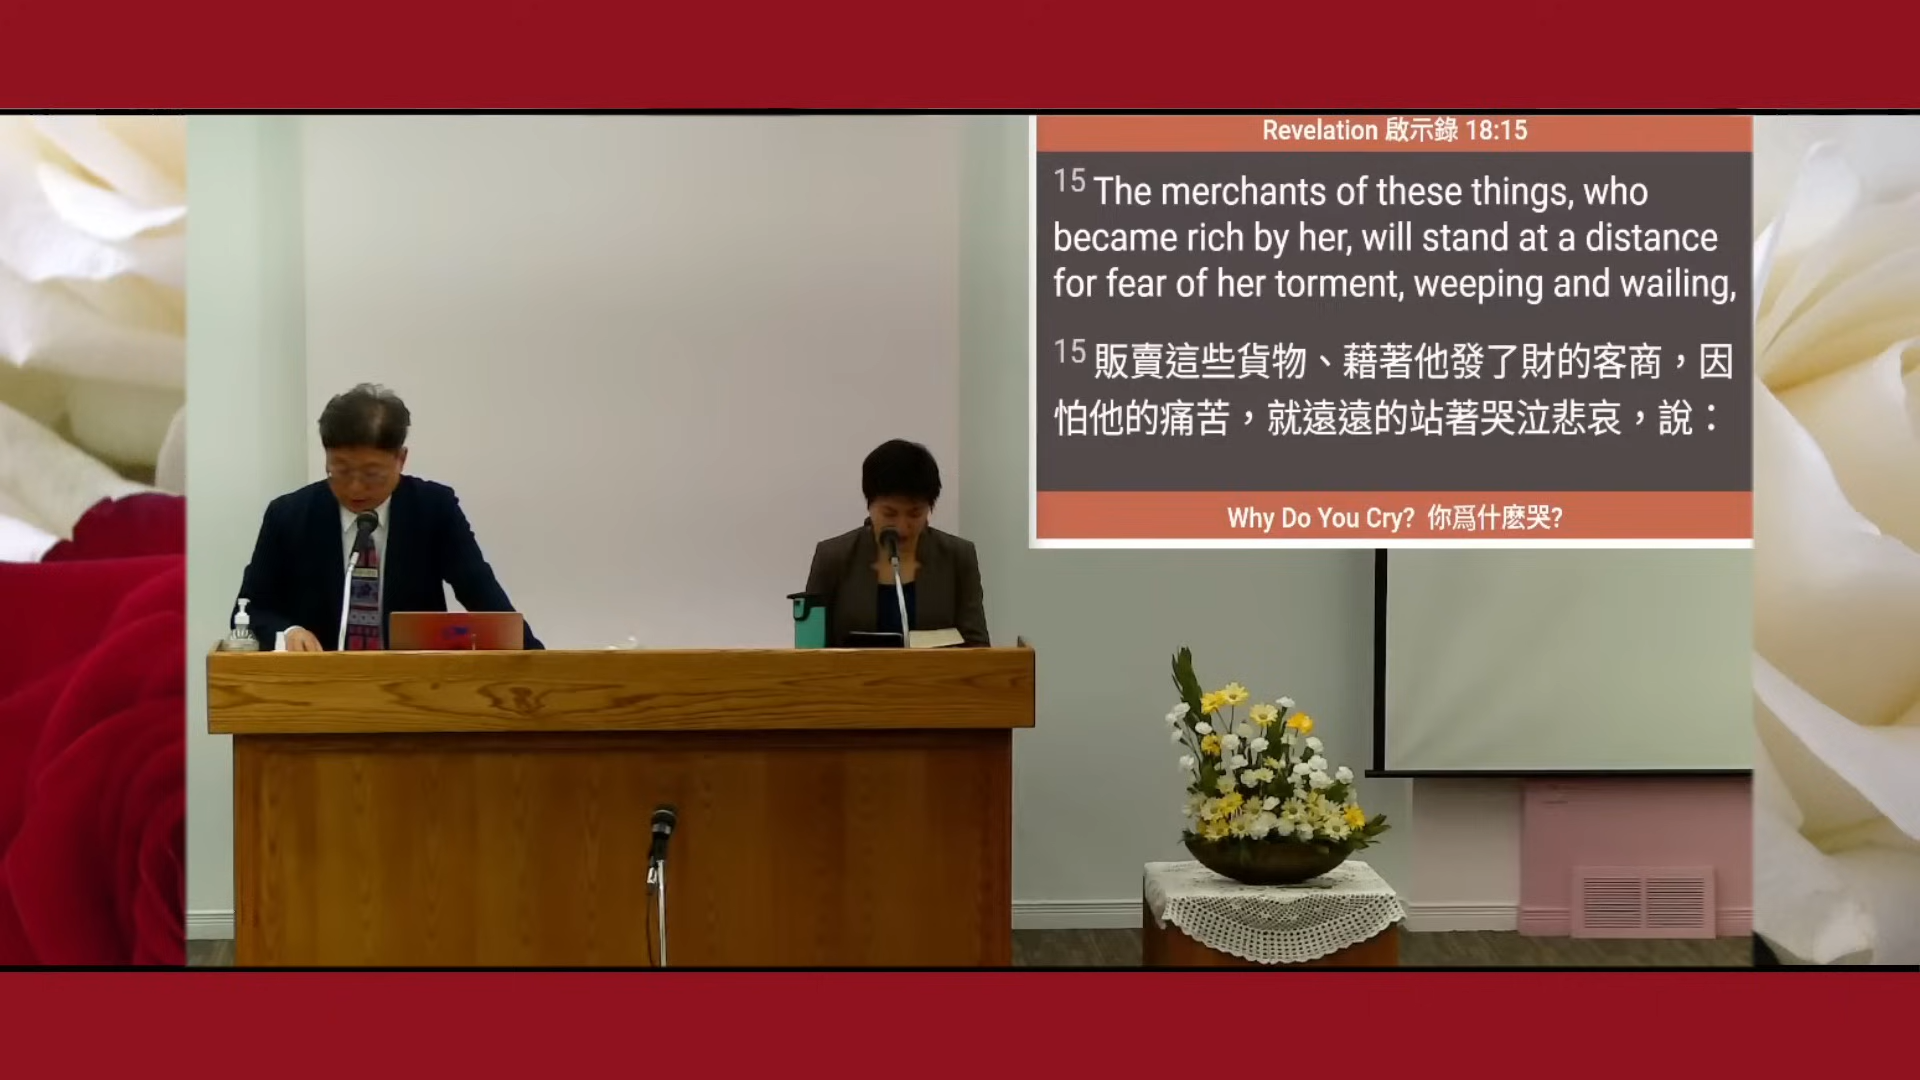 Revelation 啟示錄 18:15
15 The merchants of these things, who
became rich by her, will stand at a distance
for fear of her torment, weeping and wailing,
15 販賣這些貨物、藉著他發了財的客商，因
怕他的痛苦，就遠遠的站著哭泣悲哀，說：
Why Do You Cry? 你爲什麽哭?